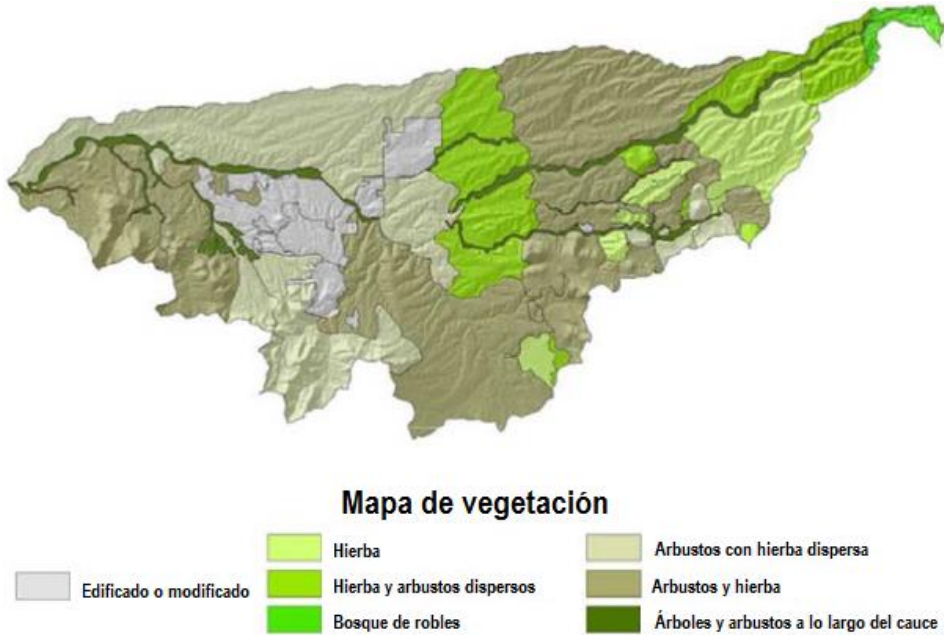 Mapa de vegetación
Edificado o modificado
Hierba
Hierba y arbustos dispersos
Bosque de robles
Arbustos con hierba dispersa
Arbustos y hierba
Árboles y arbustos a lo largo del cauce